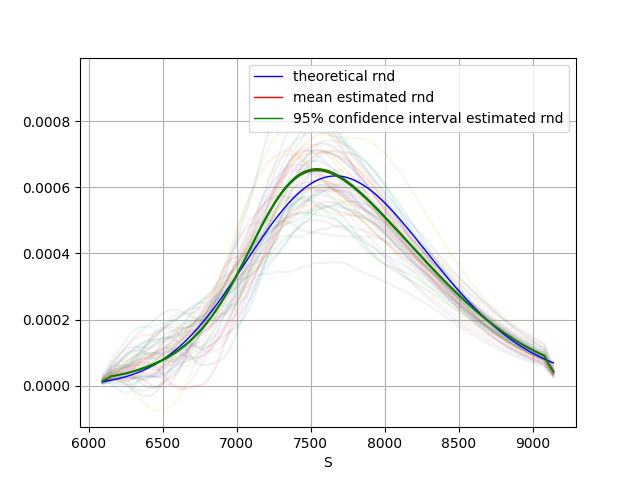 theoretical rnd
mean estimated rnd
95% confidence interval estimated rnd
0.0008
0.0006
0.0004
0.0002
0.0000
6000 6500 7000 7500 8000 8500 9000
S